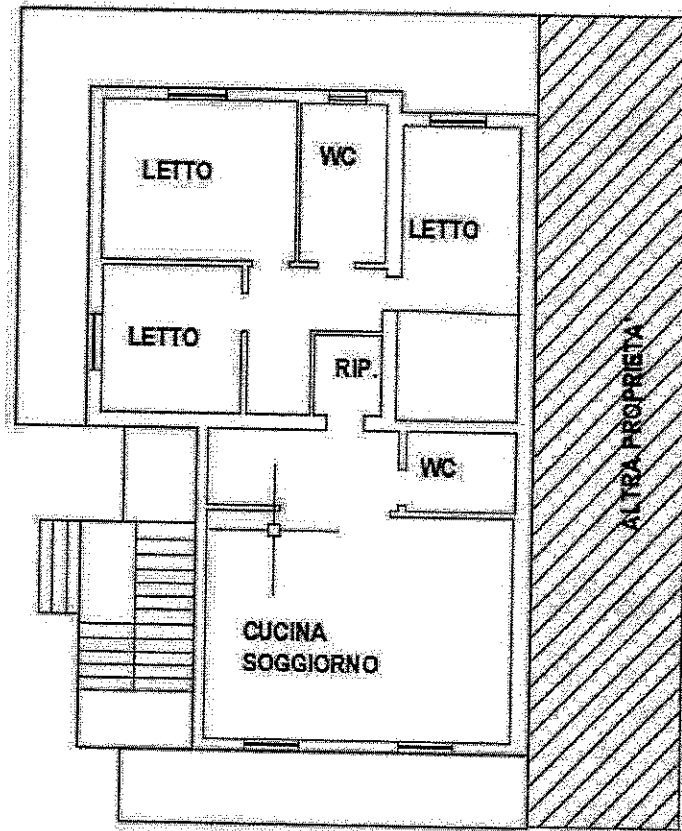 LETTO
WC
LETTO
LETTO
RIP.
WC
ALTRA PROPRIETA'
CUCINA
SOGGIORNO